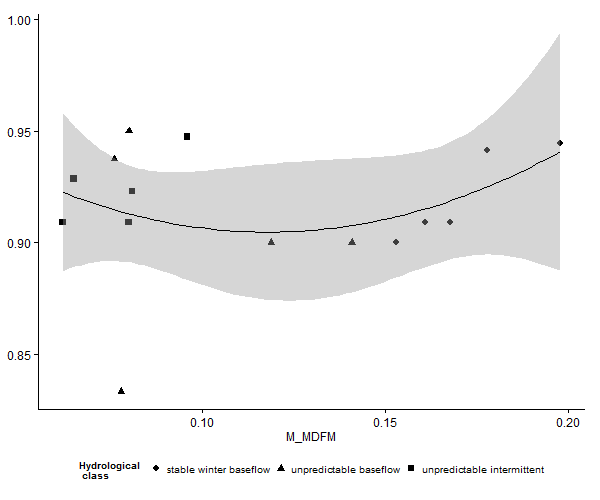 1.00
0.95
0.90
0.85
0.10
0.15
0.20
M_MDFM
Hydrological
class
stable winter baseflow
unpredictable baseflow
unpredictable intermittent